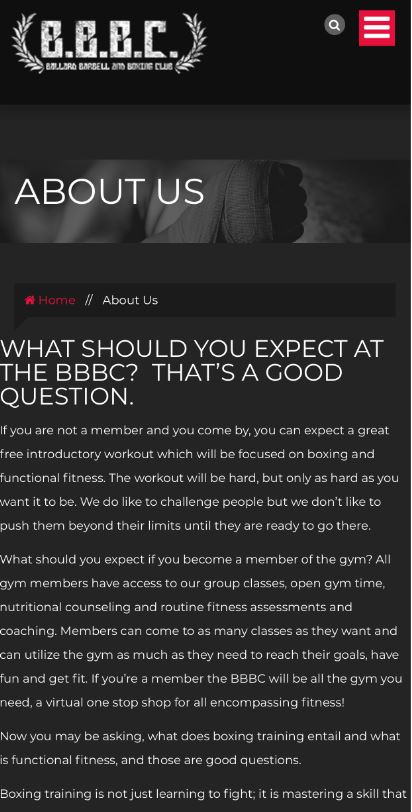 B.B.B.C.
BALLARD BARBELL AND BOXING CLUB
ABOUT US
Home // About Us
WHAT SHOULD YOU EXPECT AT
THE BBBC?  THAT’S A GOOD
QUESTION.
If you are not a member and you come by, you can expect a great
free introductory workout which will be focused on boxing and
functional fitness. The workout will be hard, but only as hard as you
want it to be. We do like to challenge people but we don’t like to
push them beyond their limits until they are ready to go there.
What should you expect if you become a member of the gym? All
gym members have access to our group classes, open gym time,
nutritional counseling and routine fitness assessments and
coaching. Members can come to as many classes as they want and
can utilize the gym as much as they need to reach their goals, have
fun and get fit. If you’re a member the BBBC will be all the gym you
need, a virtual one stop shop for all encompassing fitness!
Now you may be asking, what does boxing training entail and what
is functional fitness, and those are good questions.
Boxing training is not just learning to fight; it is mastering a skill that